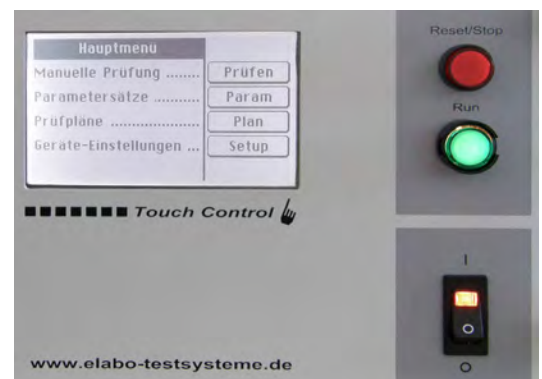 Hauptmenü
Manuelle Prüfung ........ Prüfen
Parametersätze ........... Param
Prüfpläne ..................... Plan
Geräte-Einstellungen ... Setup
Touch Control
www.elabo-testsysteme.de
Reset/Stop
Run
I
O
O